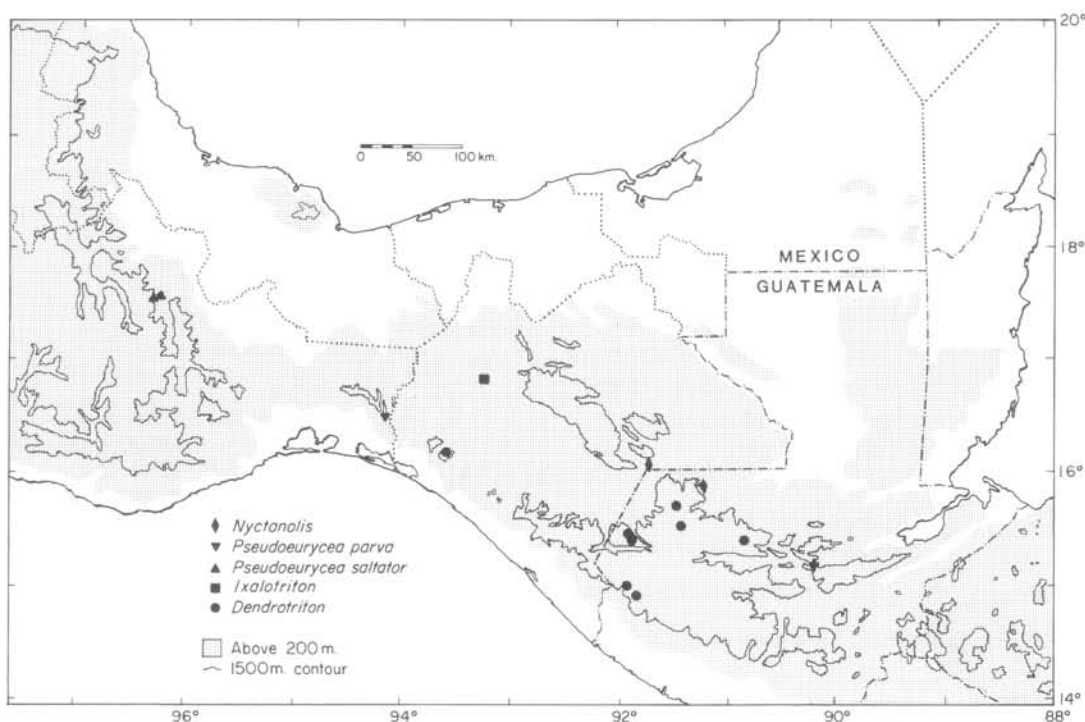 20°
0 50 100 km.
18°
MEXICO
GUATEMALA
16°
Nyctanolis
Pseudoeurycea parva
Pseudoeurycea saltator
Ixalotriton
Dendrotriton
Above 200 m.
1500 m. contour
14°
96° 94° 92° 90° 88°